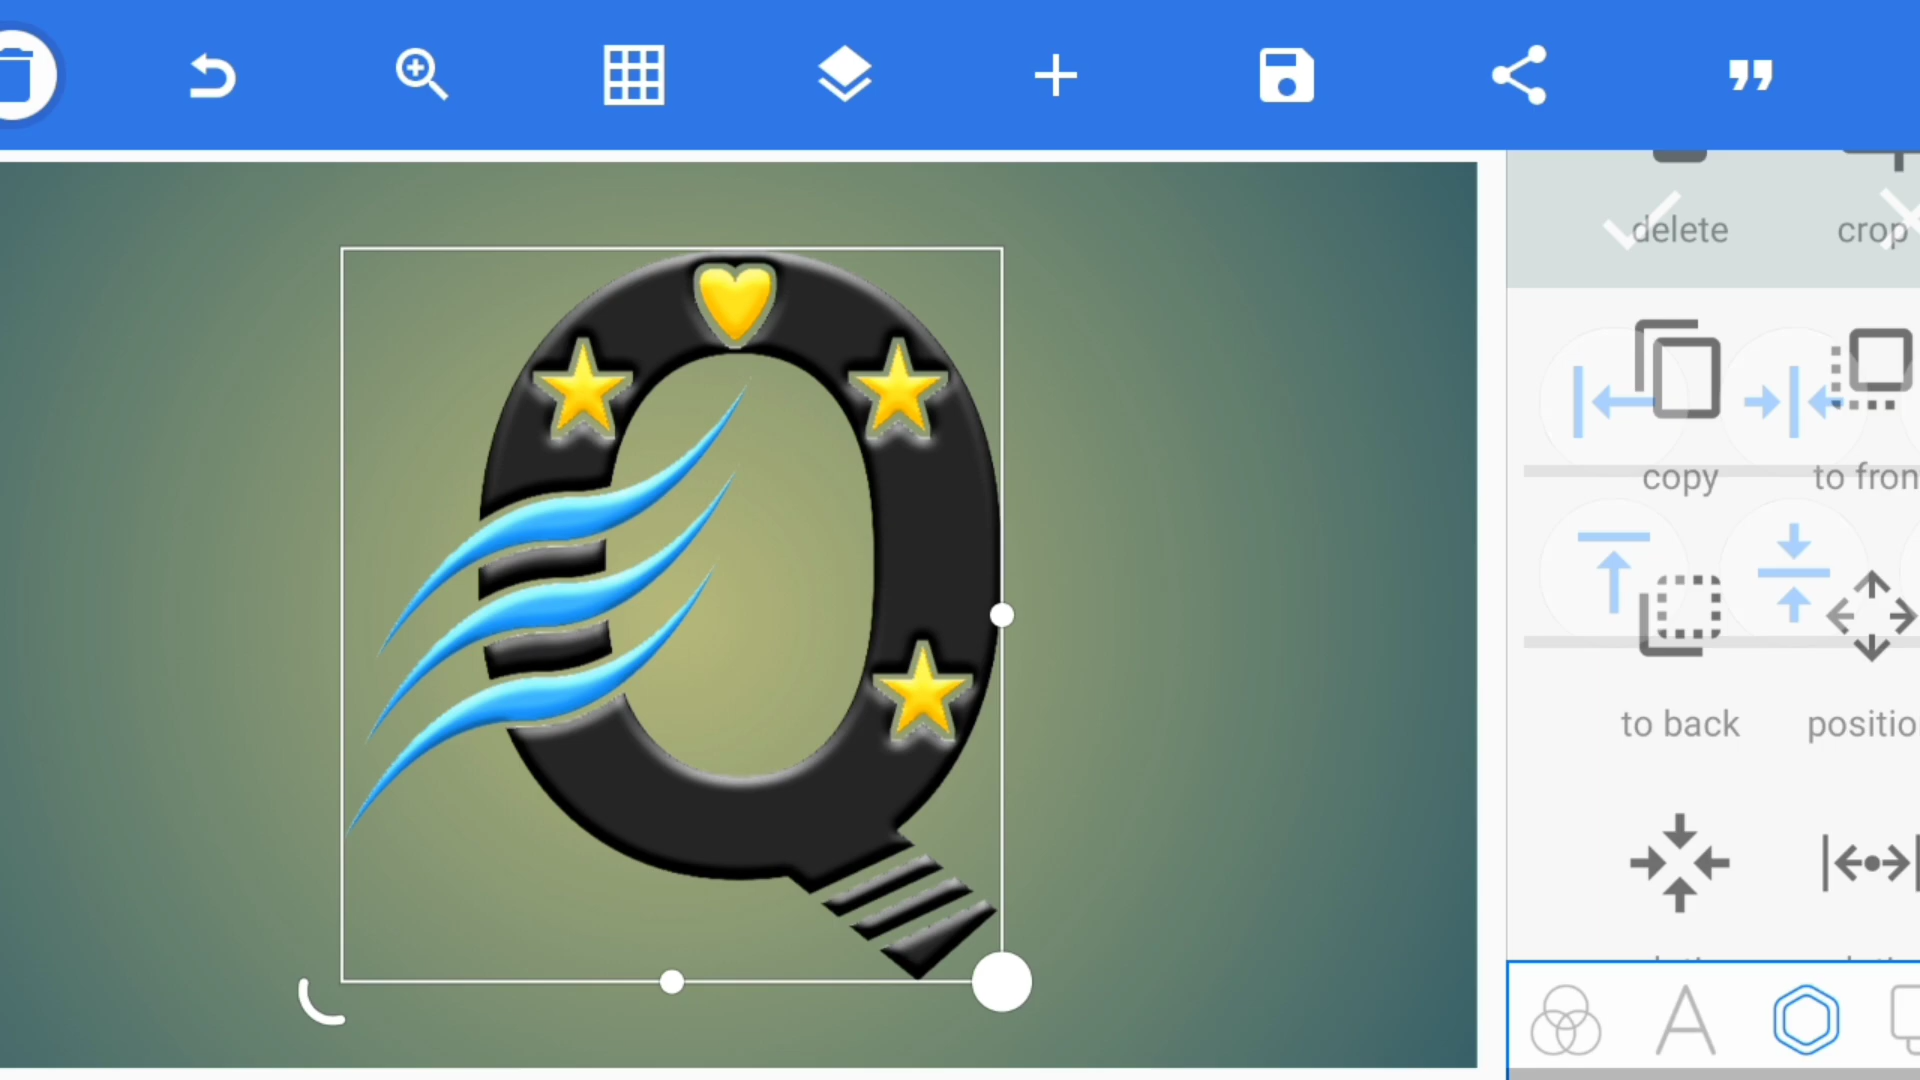 Q
delete
crop
copy
to fron
to back
positio
A